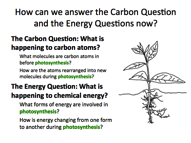 How can we answer the Carbon Question
and the Energy Questions now?
The Carbon Question: What is
happening to carbon atoms?
What molecules are carbon atoms in
before photosynthesis?
How are the atoms rearranged into new
molecules during photosynthesis?
The Energy Question: What is
happening to chemical energy?
What forms of energy are involved in
photosynthesis?
How is energy changing from one form
to another during photosynthesis?